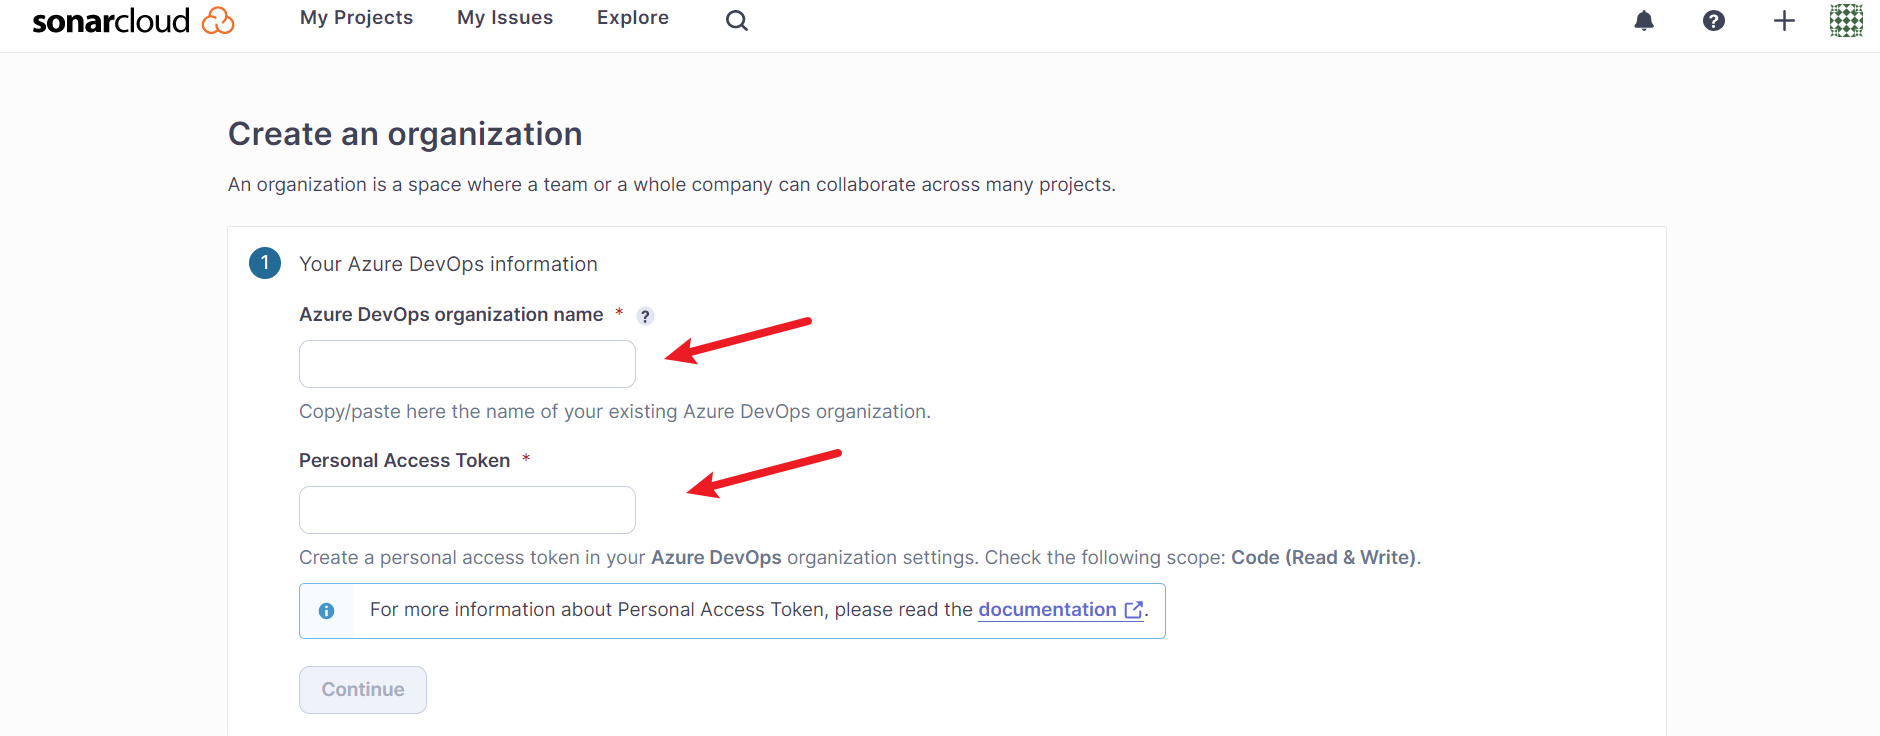 sonarcloud My Projects My Issues Explore ? +
Create an organization
An organization is a space where a team or a whole company can collaborate across many projects.
1 Your Azure DevOps information
Azure DevOps organization name * ?
Copy/paste here the name of your existing Azure DevOps organization.
Personal Access Token *
Create a personal access token in your Azure DevOps organization settings. Check the following scope: Code (Read & Write).
i For more information about Personal Access Token, please read the documentation.
Continue